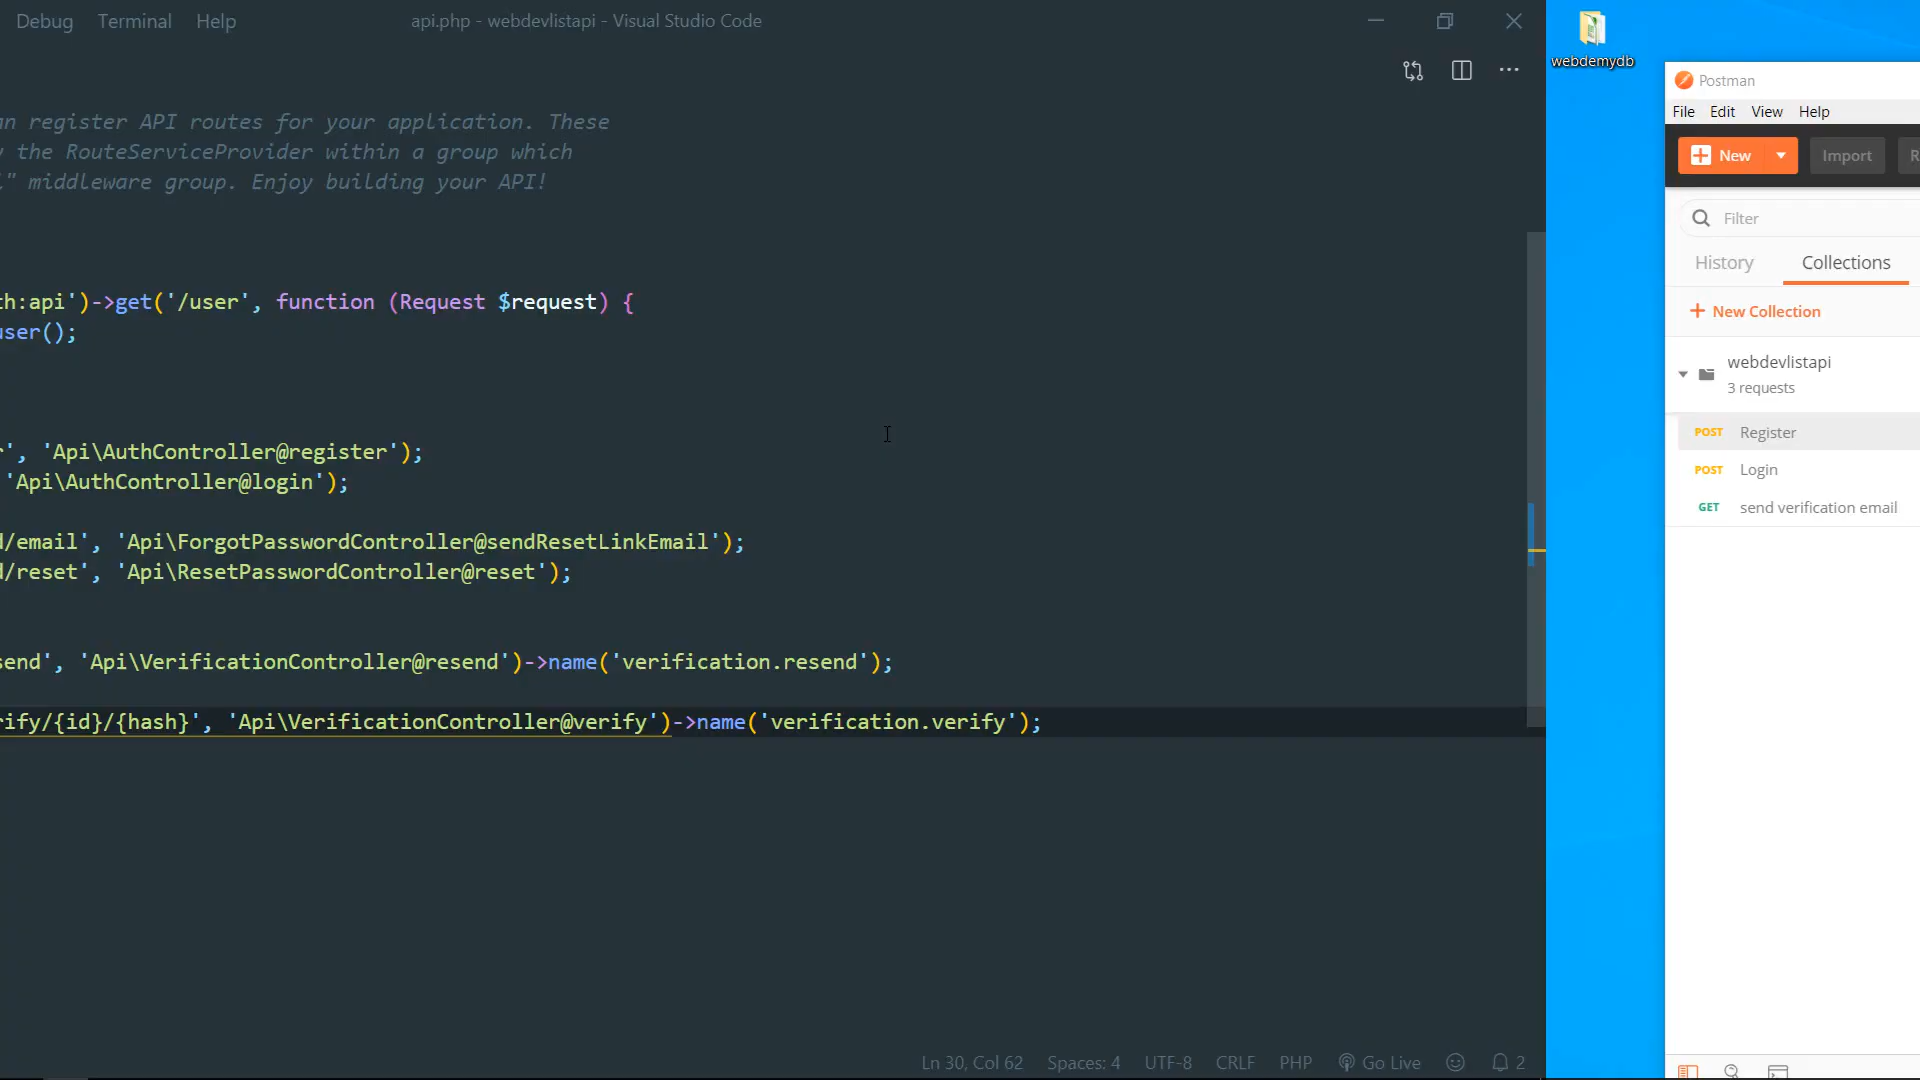 Debug Terminal Help api.php - webdevlistapi - Visual Studio Code
an register API routes for your application. These
the RouteServiceProvider within a group which
" middleware group. Enjoy building your API!
th:api')->get('/user', function (Request $request) {
user();
r', 'Api\AuthController@register');
'Api\AuthController@login');
d/email', 'Api\ForgotPasswordController@sendResetLinkEmail');
d/reset', 'Api\ResetPasswordController@reset');
send', 'Api\VerificationController@resend')->name('verification.resend');
rify/{id}/{hash}', 'Api\VerificationController@verify')->name('verification.verify');
Ln 30, Col 62 Spaces: 4 UTF-8 CRLF PHP Go Live 2
webdemydb
Postman
File Edit View Help
New Import R
Filter
History Collections
+ New Collection
webdevlistapi
3 requests
POST Register
POST Login
GET send verification email